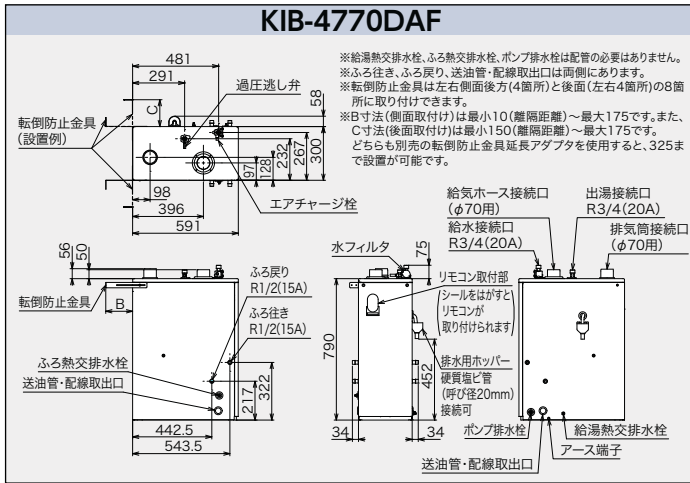 KIB-4770DAF
481
291
過圧逃し弁
58
C
転倒防止金具
(設置例)
97
128
232
267
300
98
396
591
エアチャージ栓
※給湯熱交排水栓、ふろ熱交排水栓、ポンプ排水栓は配管の必要はありません。
※ふろ往き、ふろ戻り、送油管・配線取出口は両側にあります。
※転倒防止金具は左右側面後方(4箇所)と後面(左右4箇所)の8箇
所に取り付けできます。
※B寸法(側面取付け)は最小10(離隔距離)～最大175です。また、
C寸法(後面取付け)は最小150(離隔距離)～最大175です。
どちらも別売の転倒防止金具延長アダプタを使用すると、325ま
で設置が可能です。
56
50
転倒防止金具
B
ふろ戻り
R1/2(15A)
ふろ往き
R1/2(15A)
ふろ熱交排水栓
送油管・配線取出口
217
322
442.5
543.5
水フィルタ
75
790
リモコン取付部
(シールをはがすと
リモコンが
取り付けられます)
排水用ホッパー
硬質塩ビ管
(呼び径20mm)
接続可
452
34
34
給気ホース接続口
(φ70用)
給水接続口
R3/4(20A)
出湯接続口
R3/4(20A)
排気筒接続口
(φ70用)
ポンプ排水栓
給湯熱交排水栓
アース端子
送油管・配線取出口